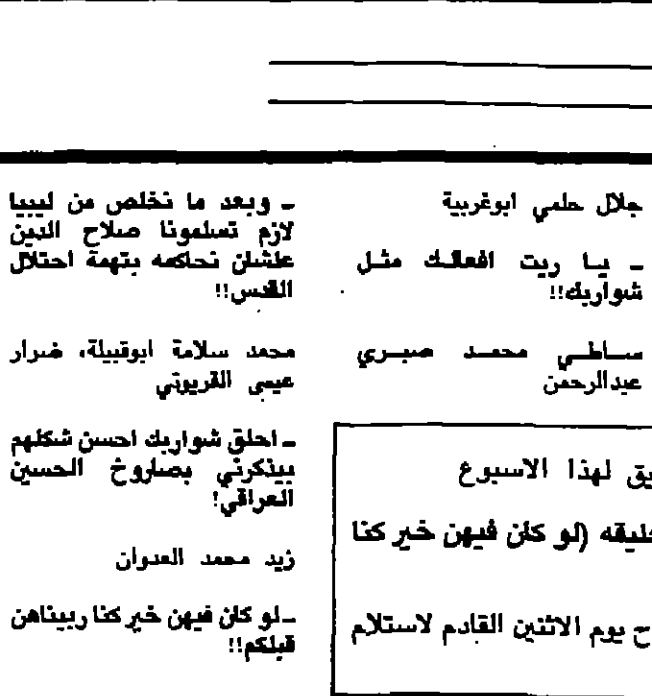 جلال حلمي ابوغربية
ـ يا ريت افعالك مثل
شواربك!!
ساطي محمد صبري
عبدالرحمن
لهذا الاسبوع
(لو كان فيهن خير كنا
يوم الاثنين القادم لاستلام
ـ وبعد ما نخلص من ليبيا
لازم تسلمونا صلاح الدين
علشان نحاكمه بتهمة احتلال
القدس!!
محمد سلامة ابوقبيلة، ضرار
عيسى القريوتي
ـ احلق شواربك احسن شكلهم
بيذكرني بصاروخ الحسين
العراقي!
زيد محمد العدوان
ـ لو كان فيهن خير كنا ربيناهن
قبلكم!!